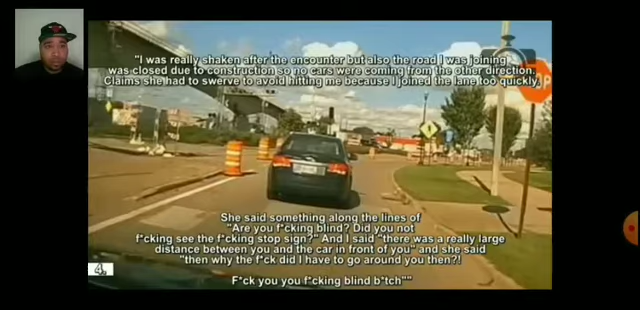 "I was really shaken after the encounter but also the road I was joining,
was closed due to construction so no cars were coming from the other direction.
Claims she had to swerve to avoid hitting me because I joined the lane too quickly,
She said something along the lines of
"Are you f*cking blind? Did you not
f*cking see the f*cking stop sign?" And I said "there was a really large
distance between you and the car in front of you" and she said
"then why the f*ck did I have to go around you then?!
F*ck you you f*cking blind b*tch""
4.